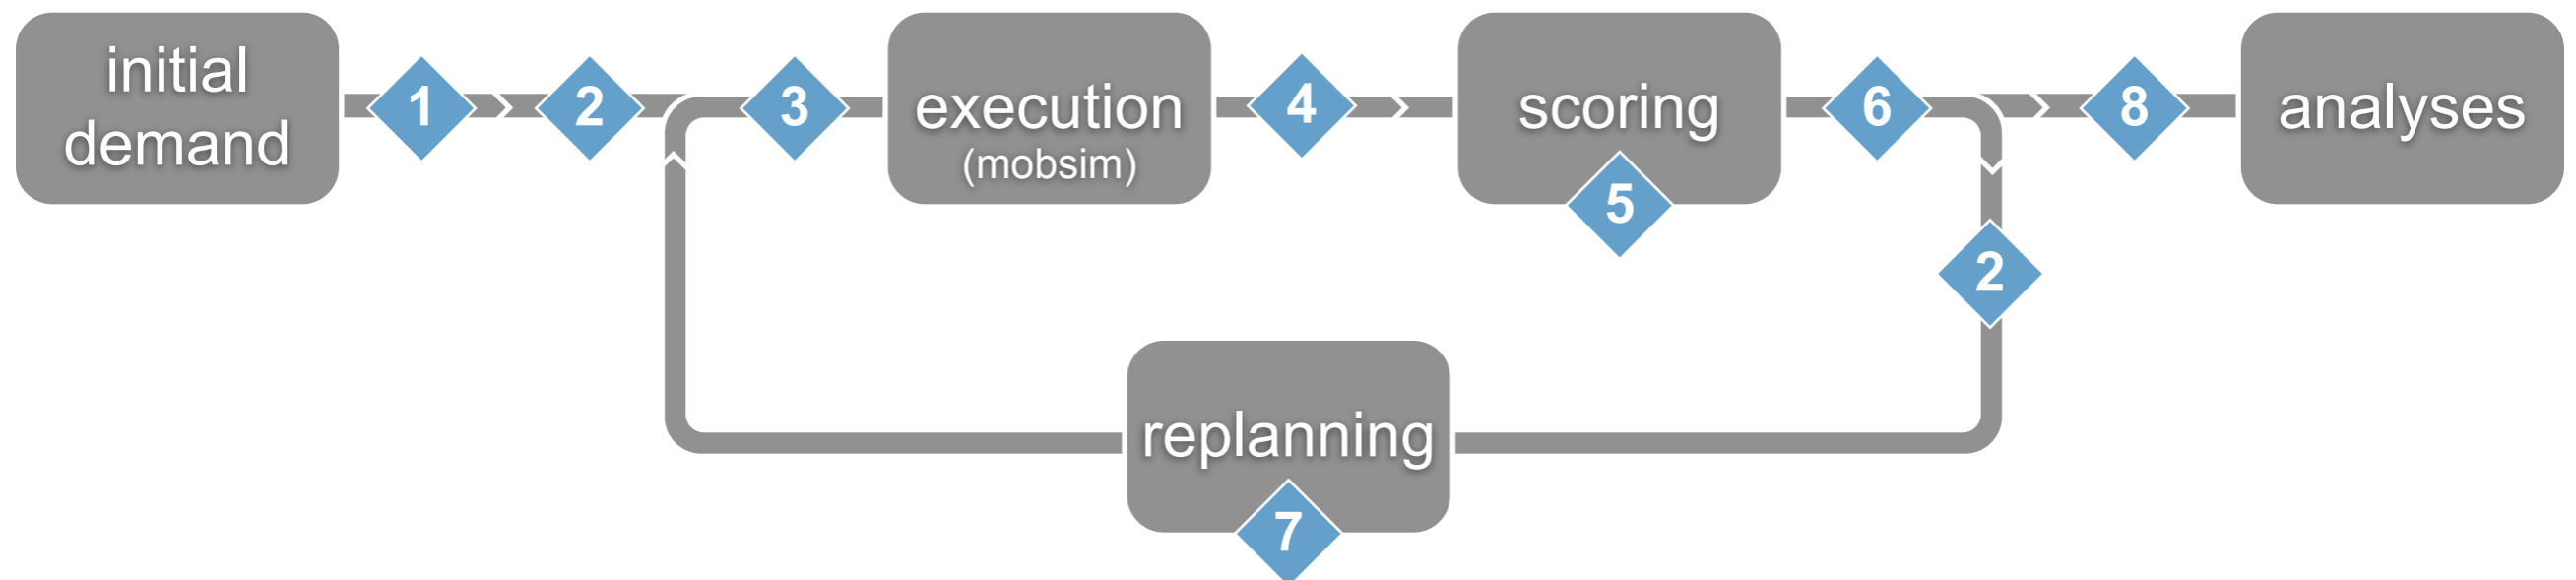 initial
demand
1
2
3
execution
(mobsim)
4
scoring
5
6
8
analyses
2
replanning
7